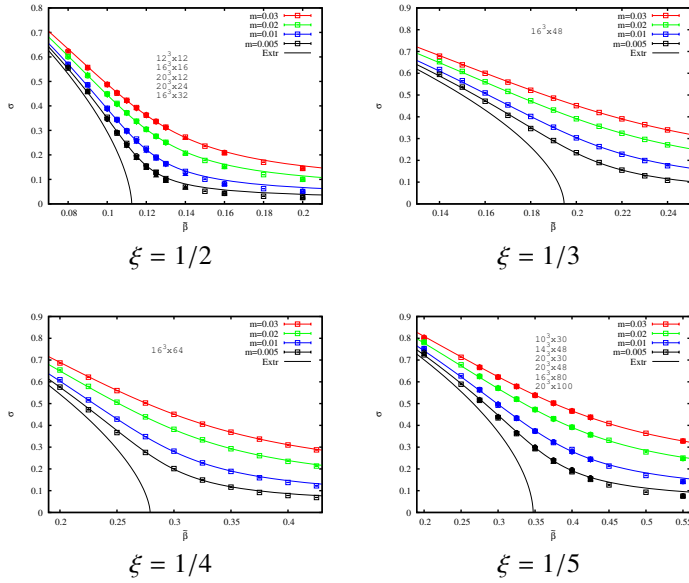 0.8
0.7
0.6
0.5
0.4
0.3
0.2
0.1
0
σ
0.08 0.1 0.12 0.14 0.16 0.18 0.2
β̄
m=0.03
m=0.02
m=0.01
m=0.005
Extr
12³x12
16³x16
20³x12
20³x24
16³x32
ξ = 1/2
0.9
0.8
0.7
0.6
0.5
0.4
0.3
0.2
0.1
0
σ
0.14 0.16 0.18 0.2 0.22 0.24
β̄
m=0.03
m=0.02
m=0.01
m=0.005
Extr
16³x48
ξ = 1/3
0.9
0.8
0.7
0.6
0.5
0.4
0.3
0.2
0.1
0
σ
0.2 0.25 0.3 0.35 0.4
β̄
m=0.03
m=0.02
m=0.01
m=0.005
Extr
16³x64
ξ = 1/4
0.9
0.8
0.7
0.6
0.5
0.4
0.3
0.2
0.1
0
σ
0.2 0.25 0.3 0.35 0.4 0.45 0.5 0.55
β̄
m=0.03
m=0.02
m=0.01
m=0.005
Extr
10³x30
14³x48
20³x30
20³x48
16³x80
20³x100
ξ = 1/5